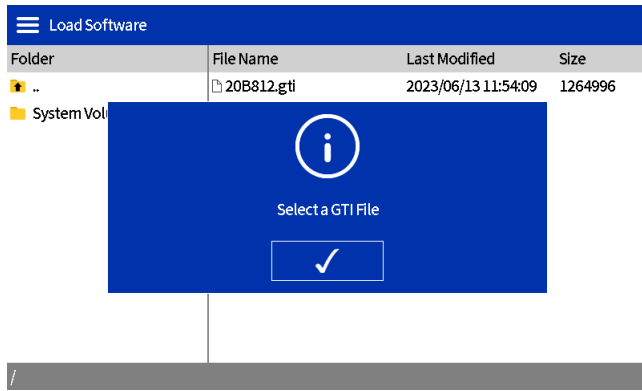 Load Software
Folder File Name Last Modified Size
.. 20B812.gti 2023/06/13 11:54:09 1264996
System
Select a GTI File
/